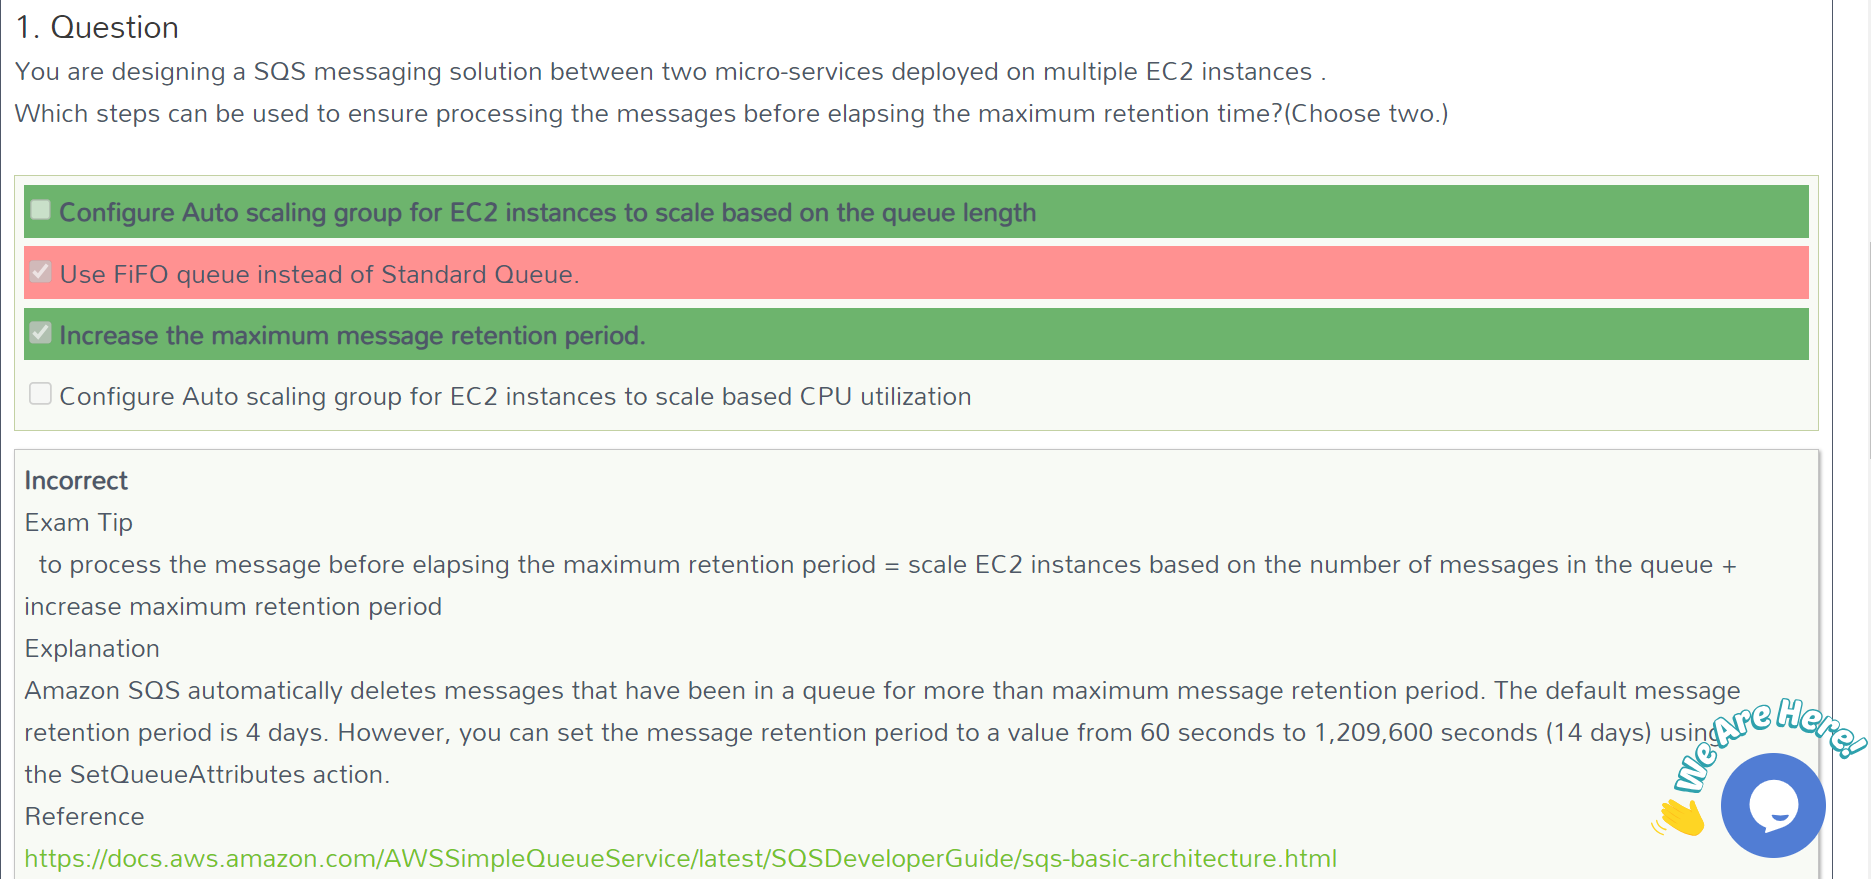 1. Question
You are designing a SQS messaging solution between two micro-services deployed on multiple EC2 instances .
Which steps can be used to ensure processing the messages before elapsing the maximum retention time?(Choose two.)
Configure Auto scaling group for EC2 instances to scale based on the queue length
Use FiFO queue instead of Standard Queue.
Increase the maximum message retention period.
Configure Auto scaling group for EC2 instances to scale based CPU utilization
Incorrect
Exam Tip
to process the message before elapsing the maximum retention period = scale EC2 instances based on the number of messages in the queue +
increase maximum retention period
Explanation
Amazon SQS automatically deletes messages that have been in a queue for more than maximum message retention period. The default message
retention period is 4 days. However, you can set the message retention period to a value from 60 seconds to 1,209,600 seconds (14 days) using
the SetQueueAttributes action.
We Are Here!
Reference
https://docs.aws.amazon.com/AWSSimpleQueueService/latest/SQSDeveloperGuide/sqs-basic-architecture.html